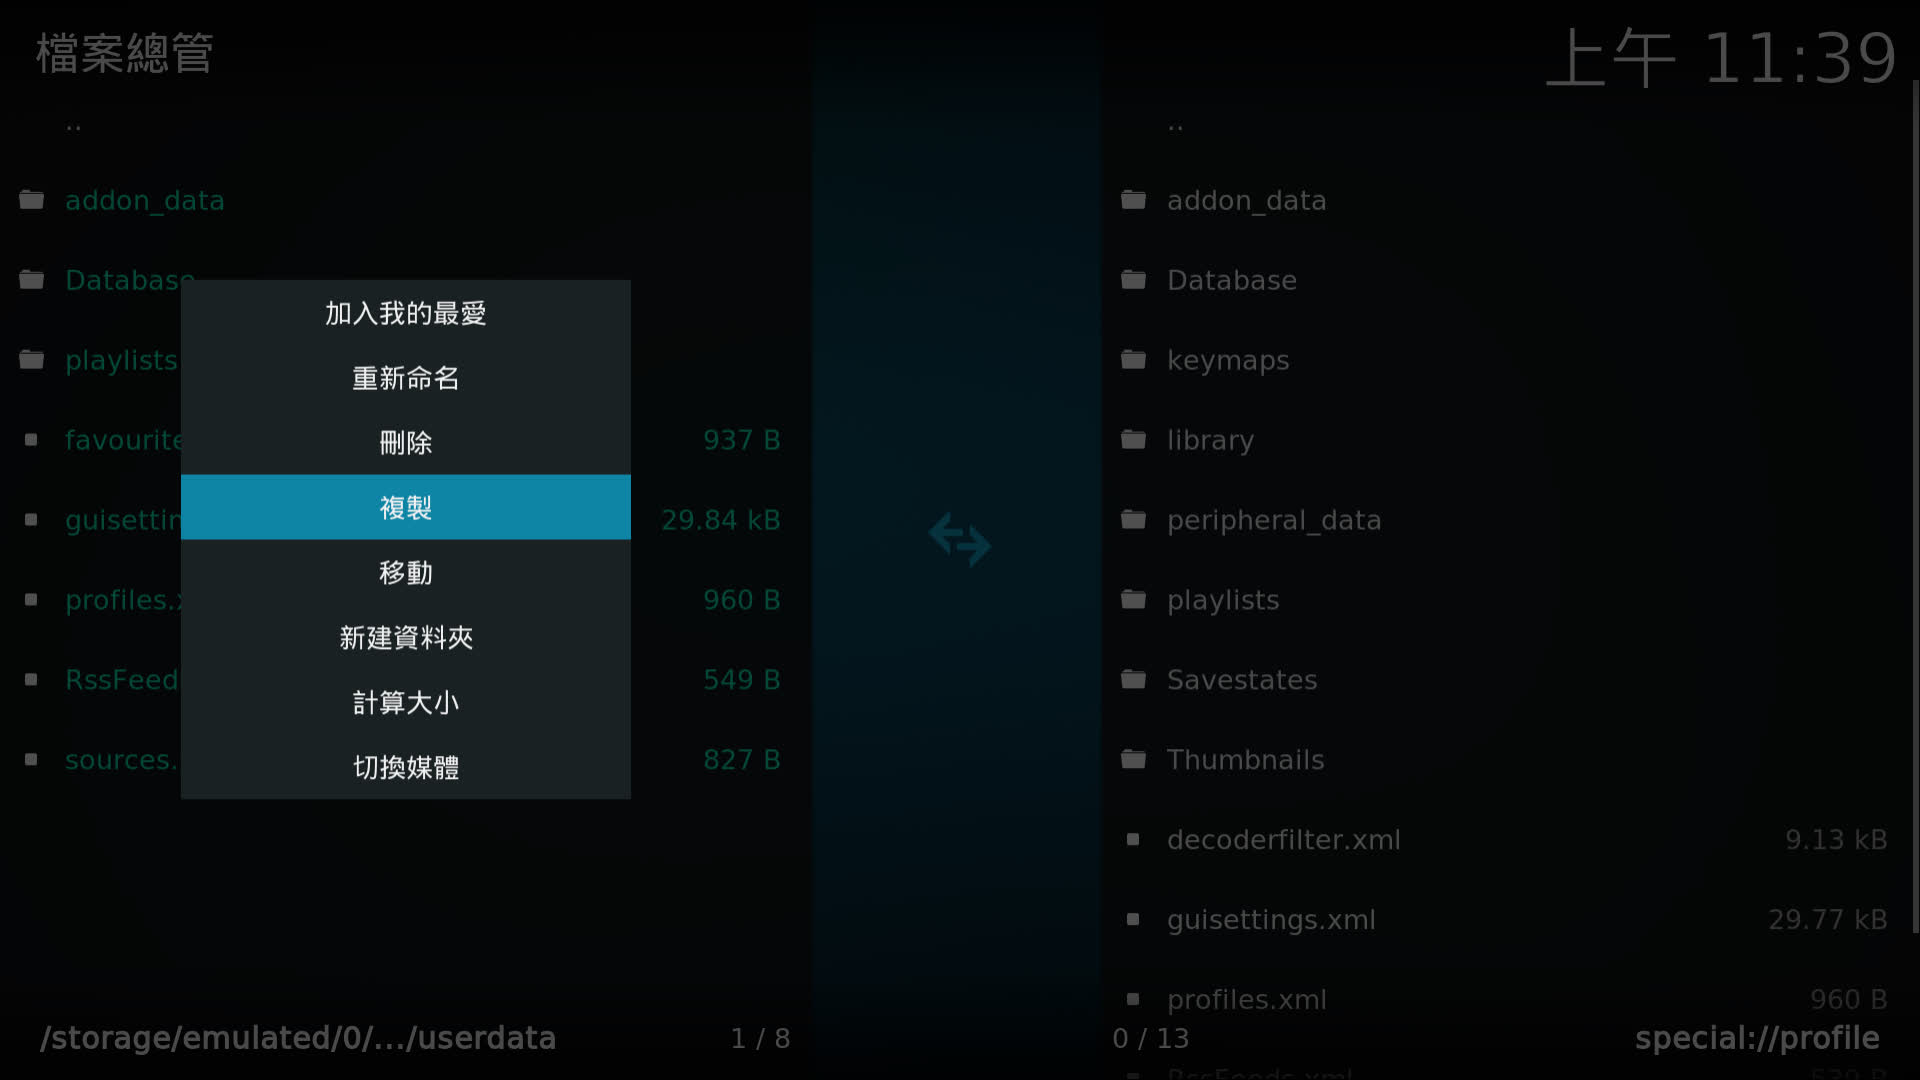 檔案總管
上午 11:39
..
addon_data
Database
playlists
favourite
937 B
guisettin
29.84 kB
profiles.x
960 B
RssFeed
549 B
sources.
827 B
加入我的最愛
重新命名
刪除
複製
移動
新建資料夾
計算大小
切換媒體
..
addon_data
Database
keymaps
library
peripheral_data
playlists
Savestates
Thumbnails
decoderfilter.xml
9.13 kB
guisettings.xml
29.77 kB
profiles.xml
960 B
RssFeeds.xml
/storage/emulated/0/.../userdata
1 / 8
0 / 13
special://profile